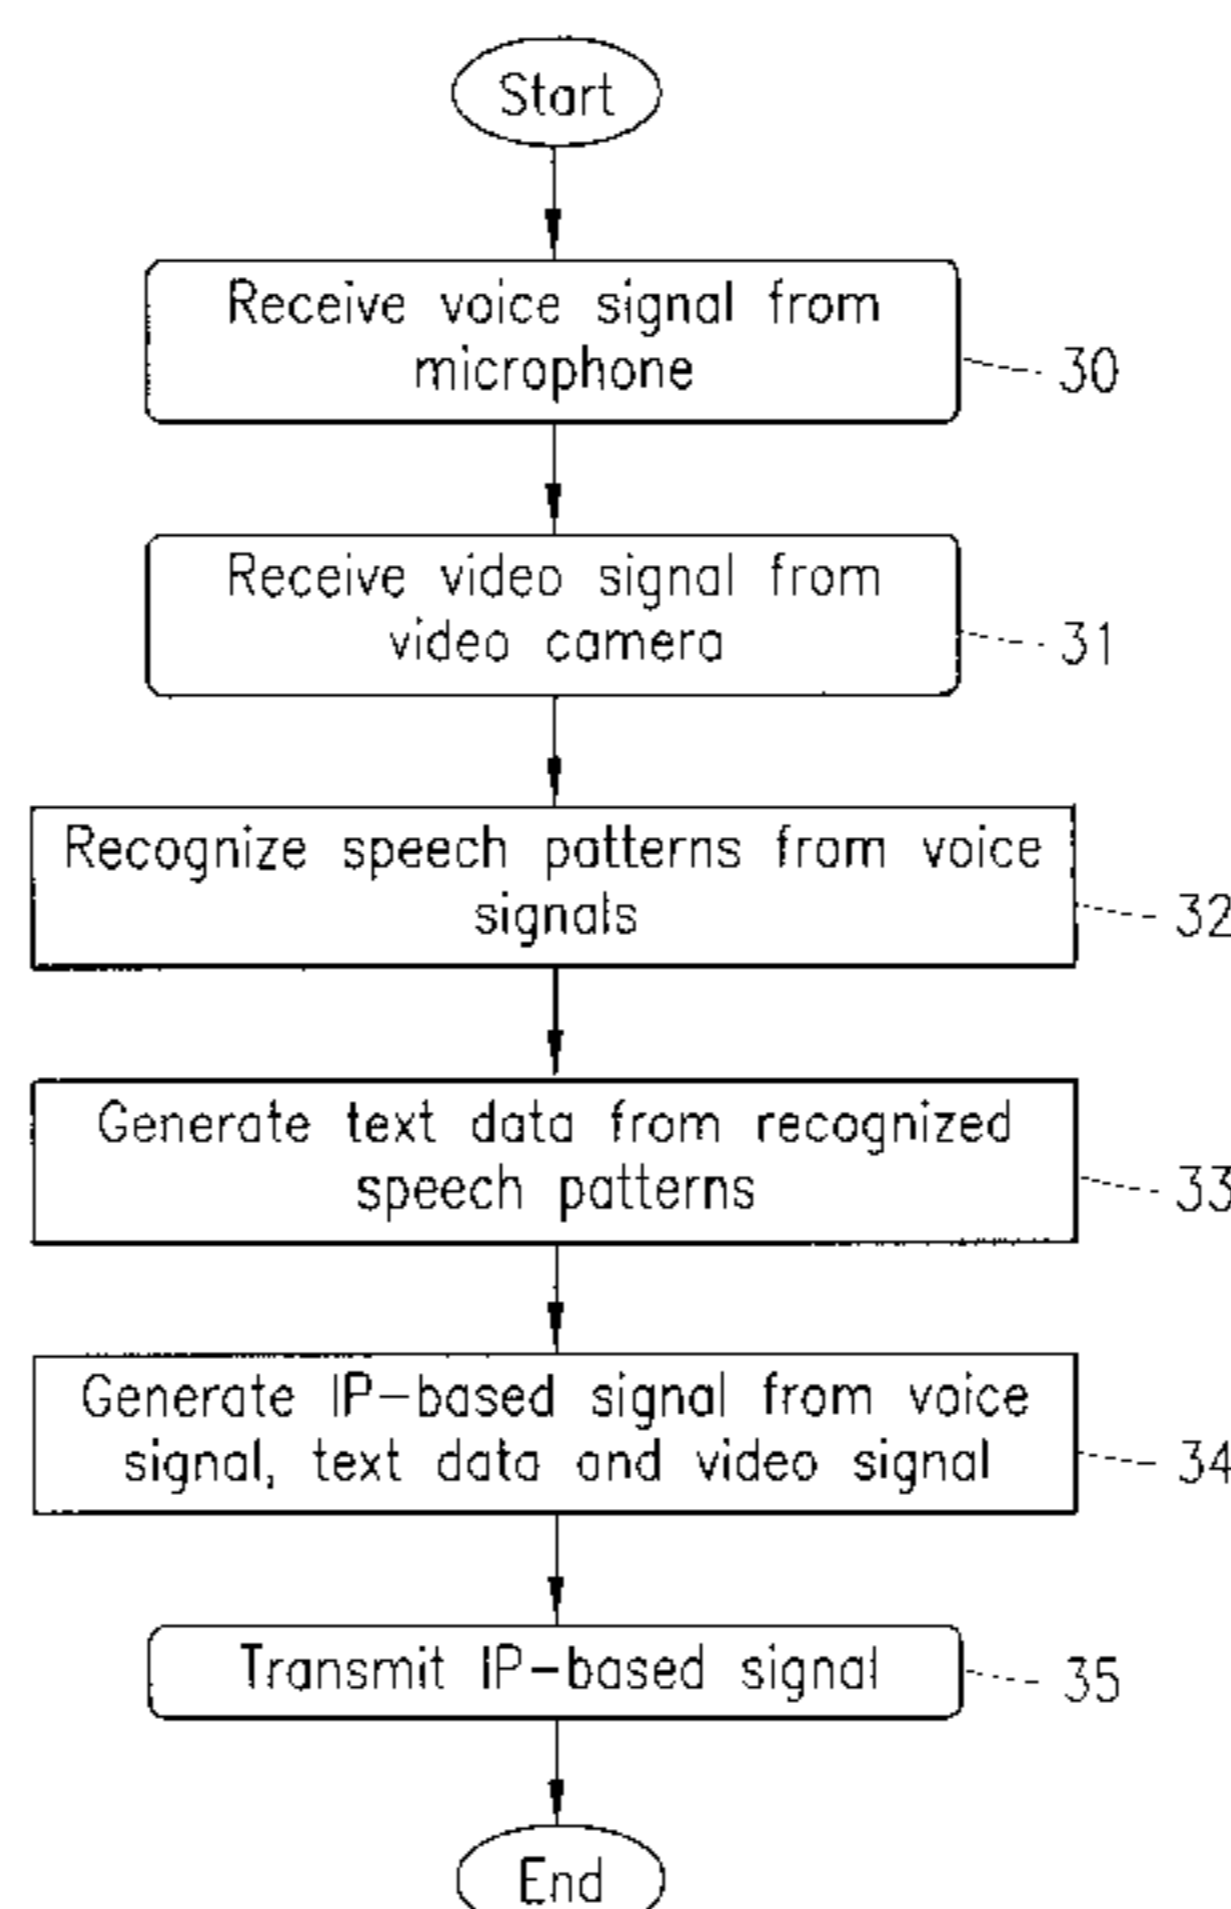 Start
Receive voice signal from
microphone
30
Receive video signal from
video camera
31
Recognize speech patterns from voice
signals
32
Generate text data from recognized
speech patterns
33
Generate IP-based signal from voice
signal, text data and video signal
34
Transmit IP-based signal
35
End